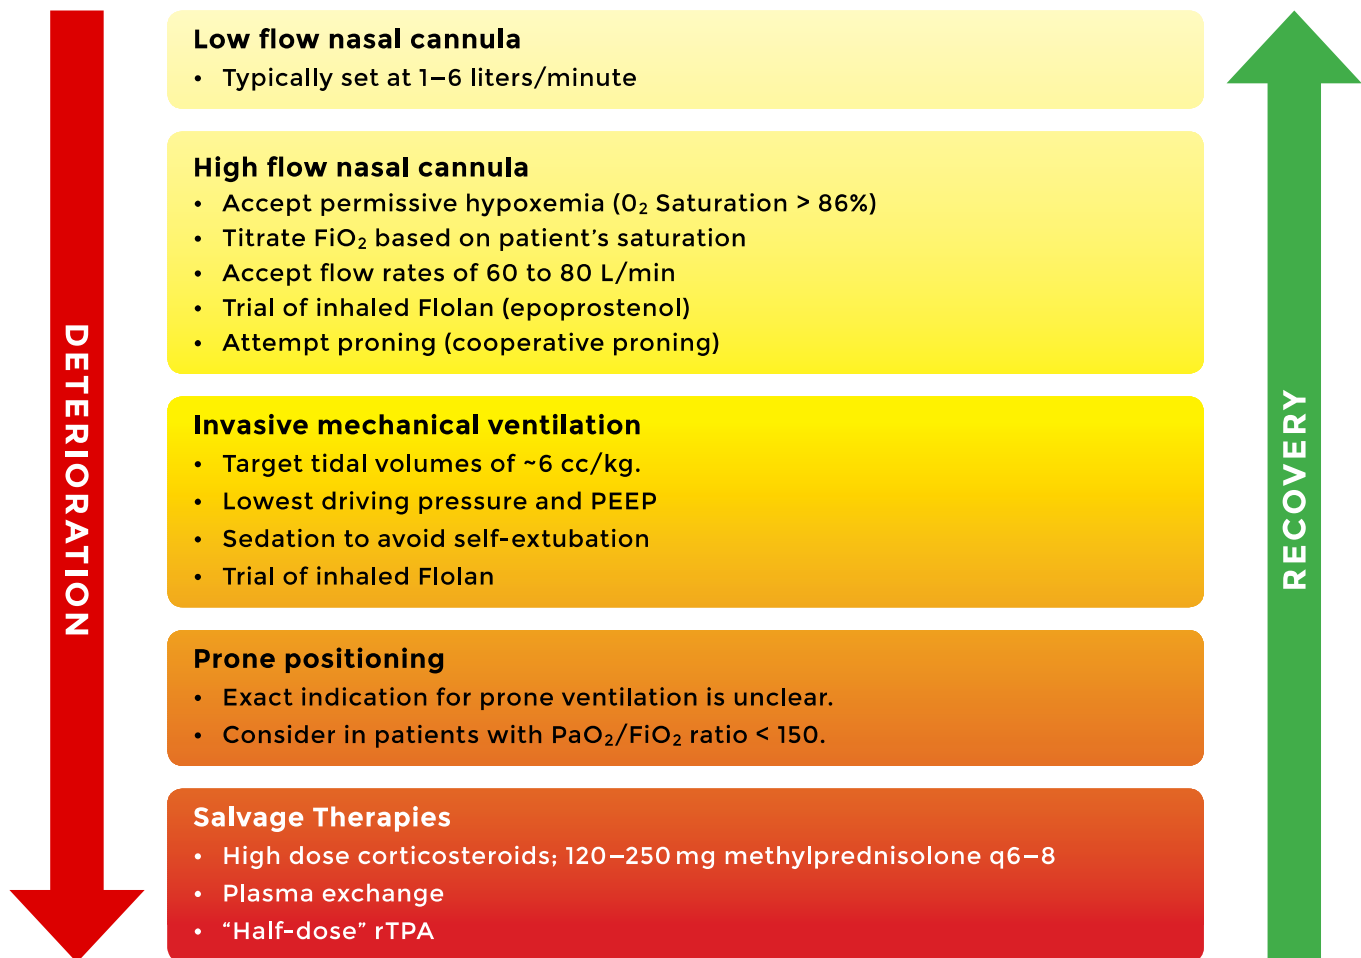 DETERIORATION
Low flow nasal cannula
• Typically set at 1–6 liters/minute
High flow nasal cannula
• Accept permissive hypoxemia (0₂ Saturation > 86%)
• Titrate FiO₂ based on patient’s saturation
• Accept flow rates of 60 to 80 L/min
• Trial of inhaled Flolan (epoprostenol)
• Attempt proning (cooperative proning)
Invasive mechanical ventilation
• Target tidal volumes of ~6 cc/kg.
• Lowest driving pressure and PEEP
• Sedation to avoid self-extubation
• Trial of inhaled Flolan
Prone positioning
• Exact indication for prone ventilation is unclear.
• Consider in patients with PaO₂/FiO₂ ratio < 150.
Salvage Therapies
• High dose corticosteroids; 120–250 mg methylprednisolone q6–8
• Plasma exchange
• “Half-dose” rTPA
RECOVERY